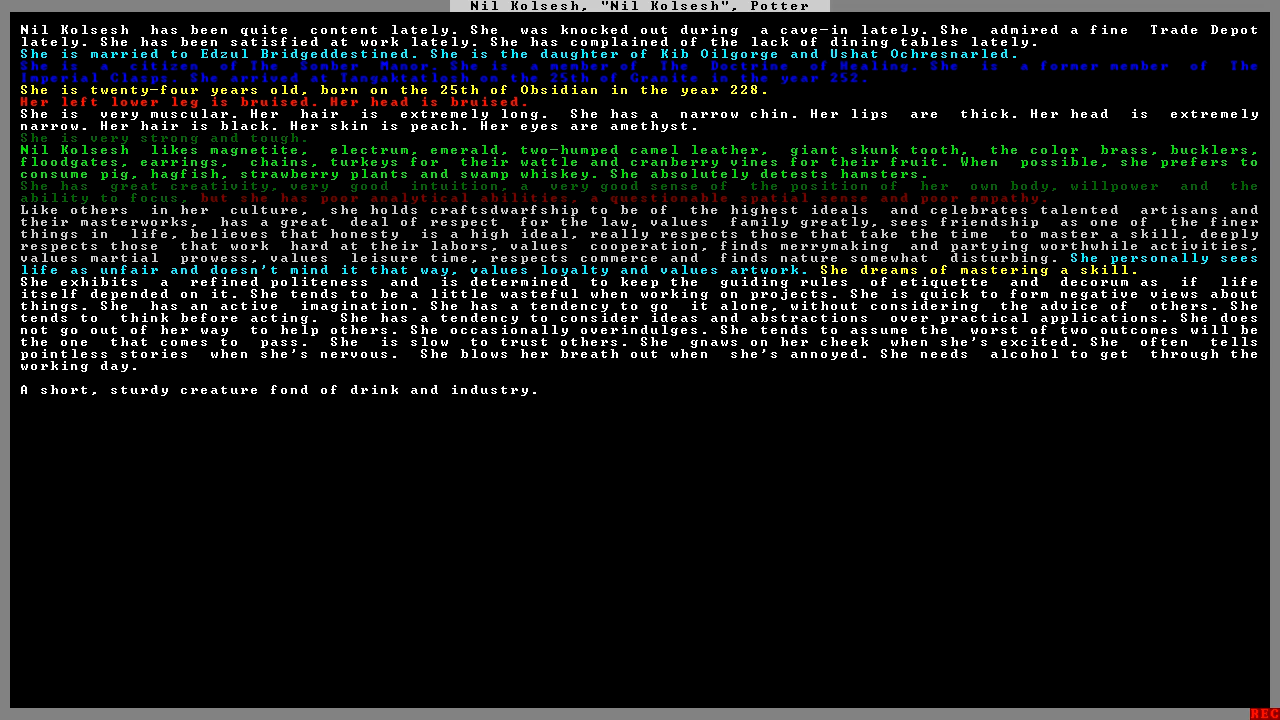 Nil Kolsesh, "Nil Kolsesh", Potter
Nil Kolsesh has been quite content lately. She was knocked out during a cave-in lately. She admired a fine Trade Depot
lately. She has been satisfied at work lately. She has complained of the lack of dining tables lately.
She is married to Edzul Bridgeddestined. She is the daughter of Kib Oilgorge and Ushat Ochresnarled.
She is a citizen of The Somber Manor. She is a member of The Doctrine of Healing. She is a former member of The
Imperial Clasps. She arrived at Tangaktatlosh on the 25th of Granite in the year 252.
She is twenty-four years old, born on the 25th of Obsidian in the year 228.
Her left lower leg is bruised. Her head is bruised.
She is very muscular. Her hair is extremely long. She has a narrow chin. Her lips are thick. Her head is extremely
narrow. Her hair is black. Her skin is peach. Her eyes are amethyst.
She is very strong and tough.
Nil Kolsesh likes magnetite, electrum, emerald, two-humped camel leather, giant skunk tooth, the color brass, bucklers,
floodgates, earrings, chains, turkeys for their wattle and cranberry vines for their fruit. When possible, she prefers to
consume pig, hagfish, strawberry plants and swamp whiskey. She absolutely detests hamsters.
She has great creativity, very good intuition, a very good sense of the position of her own body, willpower and the
ability to focus, but she has poor analytical abilities, a questionable spatial sense and poor empathy.
Like others in her culture, she holds craftsdwarfship to be of the highest ideals and celebrates talented artisans and
their masterworks, has a great deal of respect for the law, values family greatly, sees friendship as one of the finer
things in life, believes that honesty is a high ideal, really respects those that take the time to master a skill, deeply
respects those that work hard at their labors, values cooperation, finds merrymaking and partying worthwhile activities,
values martial prowess, values leisure time, respects commerce and finds nature somewhat disturbing. She personally sees
life as unfair and doesn't mind it that way, values loyalty and values artwork. She dreams of mastering a skill.
She exhibits a refined politeness and is determined to keep the guiding rules of etiquette and decorum as if life
itself depended on it. She tends to be a little wasteful when working on projects. She is quick to form negative views about
things. She has an active imagination. She has a tendency to go it alone, without considering the advice of others. She
tends to think before acting. She has a tendency to consider ideas and abstractions over practical applications. She does
not go out of her way to help others. She occasionally overindulges. She tends to assume the worst of two outcomes will be
the one that comes to pass. She is slow to trust others. She gnaws on her cheek when she's excited. She often tells
pointless stories when she's nervous. She blows her breath out when she's annoyed. She needs alcohol to get through the
working day.
A short, sturdy creature fond of drink and industry.
REC